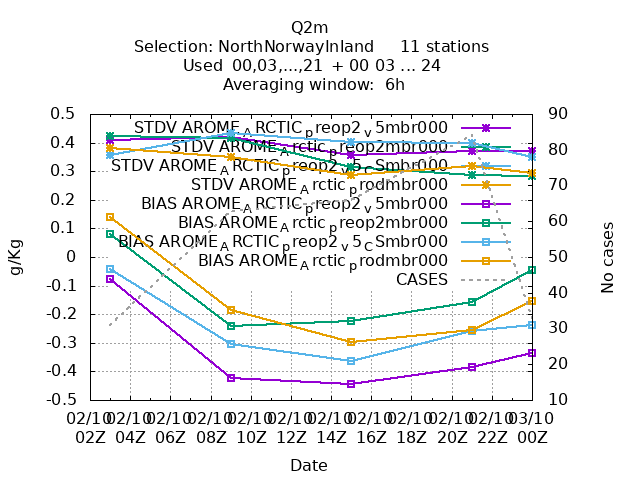 Q2m
Selection: NorthNorwayInland 11 stations
Used 00,03,...,21 + 00 03 ... 24
Averaging window: 6h
0.5
0.4
0.3
0.2
0.1
0
-0.1
-0.2
-0.3
-0.4
-0.5
g/Kg
90
80
70
60
50
40
30
20
10
No cases
STDV AROME_ARCTIC_preop2_v5mbr000
STDV AROME_Arctic_preop2mbr000
STDV AROME_ARCTIC_preop2_v5_CSmbr000
STDV AROME_Arctic_prodmbr000
BIAS AROME_ARCTIC_preop2_v5mbr000
BIAS AROME_Arctic_preop2mbr000
BIAS AROME_ARCTIC_preop2_v5_CSmbr000
BIAS AROME_Arctic_prodmbr000
CASES
02/10 02/10 02/10 02/10 02/10 02/10 02/10 02/10 02/10 02/10 02/10 03/10
02Z 04Z 06Z 08Z 10Z 12Z 14Z 16Z 18Z 20Z 22Z 00Z
Date